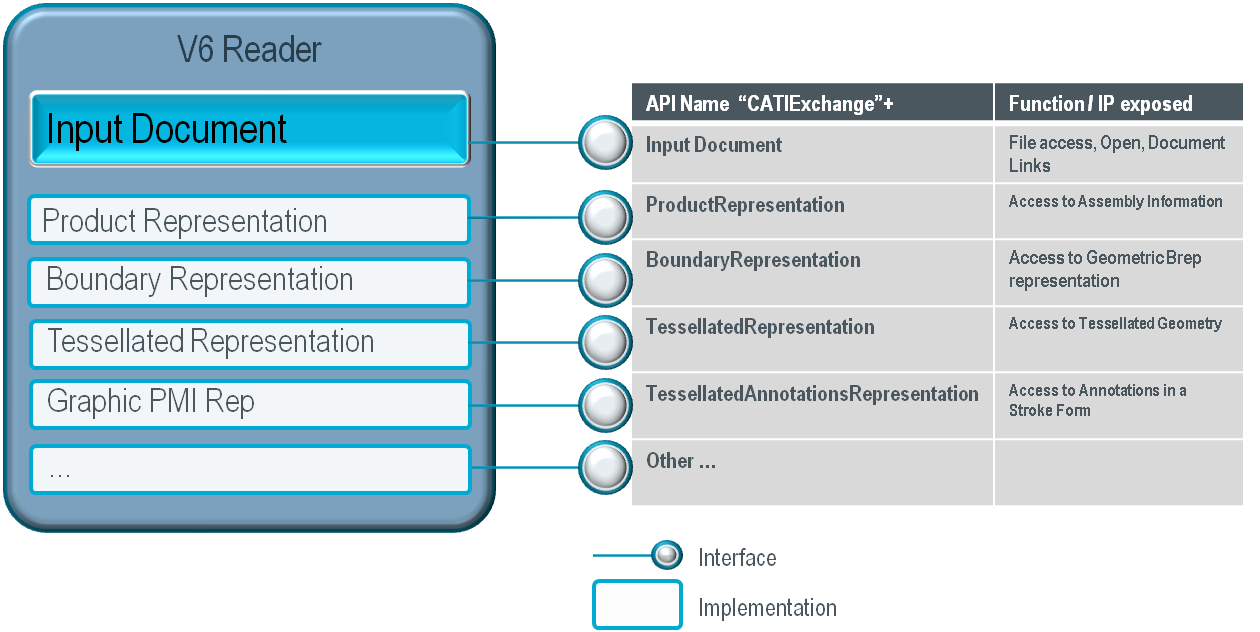 V6 Reader
Input Document
Product Representation
Boundary Representation
Tessellated Representation
Graphic PMI Rep
...
API Name “CATIExchange”+
Function / IP exposed
Input Document
File access, Open, Document
Links
ProductRepresentation
Access to Assembly Information
BoundaryRepresentation
Access to Geometric Brep
representation
TessellatedRepresentation
Access to Tessellated Geometry
TessellatedAnnotationsRepresentation
Access to Annotations in a
Stroke Form
Other ...
Interface
Implementation